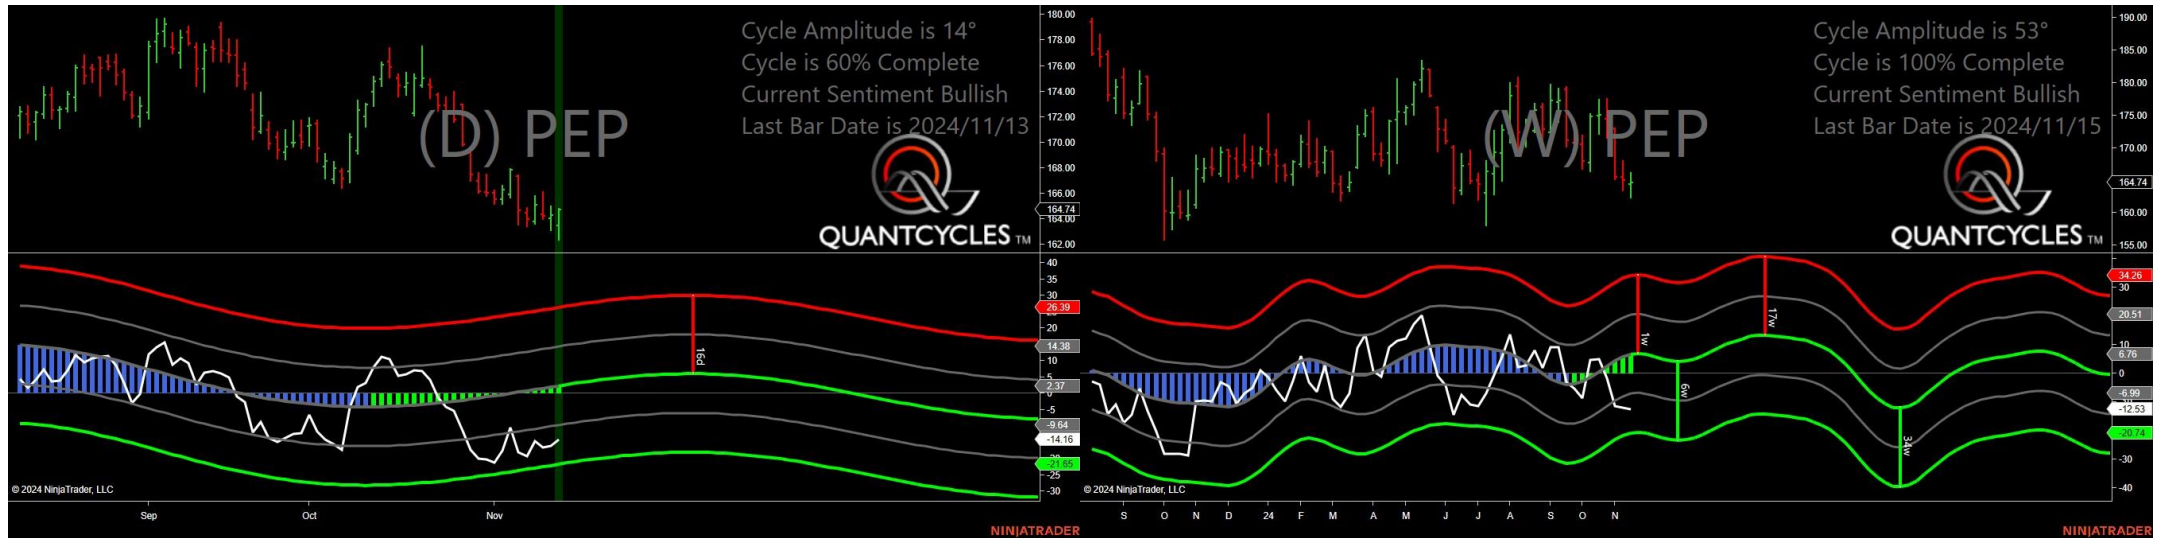 Cycle Amplitude is 14°
Cycle is 60% Complete
Current Sentiment Bullish
Last Bar Date is 2024/11/13
(D) PEP
QUANTCYCLES TM
180.00
178.00
176.00
174.00
172.00
170.00
168.00
166.00
164.74
164.00
162.00
40
35
30
26.39
20
14.38
10
5
2.37
0
-5
-9.64
-14.16
-21.65
-25
-30
16d
© 2024 NinjaTrader, LLC
Sep Oct Nov
NINJATRADER
Cycle Amplitude is 53°
Cycle is 100% Complete
Current Sentiment Bullish
Last Bar Date is 2024/11/15
(W) PEP
QUANTCYCLES TM
190.00
185.00
180.00
175.00
170.00
164.74
160.00
155.00
34.26
30
20.51
10
6.76
0
-6.99
-12.53
-20.74
-30
-40
1w
6w
17w
34w
© 2024 NinjaTrader, LLC
S O N D 24 F M A M J J A S O N
NINJATRADER